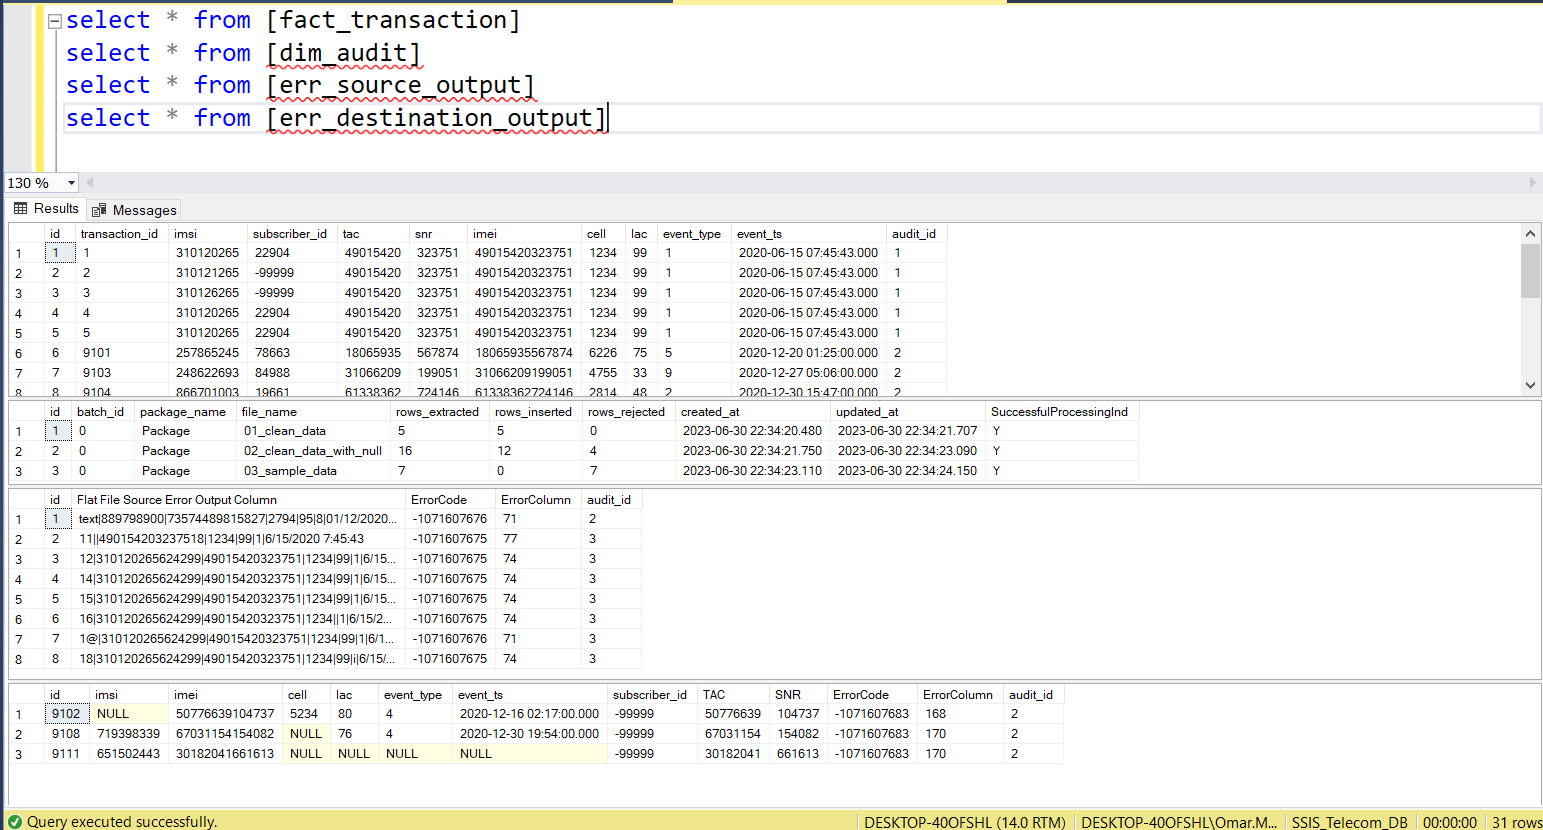 select * from [fact_transaction]
select * from [dim_audit]
select * from [err_source_output]
select * from [err_destination_output]
130 %
Results Messages
id transaction_id imsi subscriber_id tac snr imei cell lac event_type event_ts audit_id
1 1 1 310120265 22904 49015420 323751 49015420323751 1234 99 1 2020-06-15 07:45:43.000 1
2 2 2 310121265 -99999 49015420 323751 49015420323751 1234 99 1 2020-06-15 07:45:43.000 1
3 3 3 310126265 -99999 49015420 323751 49015420323751 1234 99 1 2020-06-15 07:45:43.000 1
4 4 4 310120265 22904 49015420 323751 49015420323751 1234 99 1 2020-06-15 07:45:43.000 1
5 5 5 310120265 22904 49015420 323751 49015420323751 1234 99 1 2020-06-15 07:45:43.000 1
6 6 9101 257865245 78663 18065935 567874 18065935567874 6226 75 5 2020-12-20 01:25:00.000 2
7 7 9103 248622693 84988 31066209 199051 31066209199051 4755 33 9 2020-12-27 05:06:00.000 2
8 8 9104 866701003 19661 61338362 724146 61338362724146 2814 48 2 2020-12-30 15:47:00.000 2
id batch_id package_name file_name rows_extracted rows_inserted rows_rejected created_at updated_at SuccessfulProcessingInd
1 1 0 Package 01_clean_data 5 5 0 2023-06-30 22:34:20.480 2023-06-30 22:34:21.707 Y
2 2 0 Package 02_clean_data_with_null 16 12 4 2023-06-30 22:34:21.750 2023-06-30 22:34:23.090 Y
3 3 0 Package 03_sample_data 7 0 7 2023-06-30 22:34:23.110 2023-06-30 22:34:24.150 Y
id Flat File Source Error Output Column ErrorCode ErrorColumn audit_id
1 1 text|889798900|73574489815827|2794|95|8|01/12/2020... -1071607676 71 2
2 2 11||490154203237518|1234|99|1|6/15/2020 7:45:43 -1071607675 77 3
3 3 12|310120265624299|49015420323751|1234|99|1|6/15... -1071607675 74 3
4 4 14|310120265624299|49015420323751|1234|99|1|6/15... -1071607675 74 3
5 5 15|310120265624299|49015420323751|1234|99|1|6/15... -1071607675 74 3
6 6 16|310120265624299|49015420323751|1234||1|6/15/2... -1071607675 74 3
7 7 1@|310120265624299|49015420323751|1234|99|1|6/1... -1071607676 71 3
8 8 18|310120265624299|49015420323751|1234|99|i|6/15/... -1071607675 74 3
id imsi imei cell lac event_type event_ts subscriber_id TAC SNR ErrorCode ErrorColumn audit_id
1 9102 NULL 50776639104737 5234 80 4 2020-12-16 02:17:00.000 -99999 50776639 104737 -1071607683 168 2
2 9108 719398339 67031154154082 NULL 76 4 2020-12-30 19:54:00.000 -99999 67031154 154082 -1071607683 170 2
3 9111 651502443 30182041661613 NULL NULL NULL NULL -99999 30182041 661613 -1071607683 170 2
Query executed successfully. DESKTOP-40OFSHL (14.0 RTM) DESKTOP-40OFSHL\Omar.M... SSIS_Telecom_DB 00:00:00 31 rows